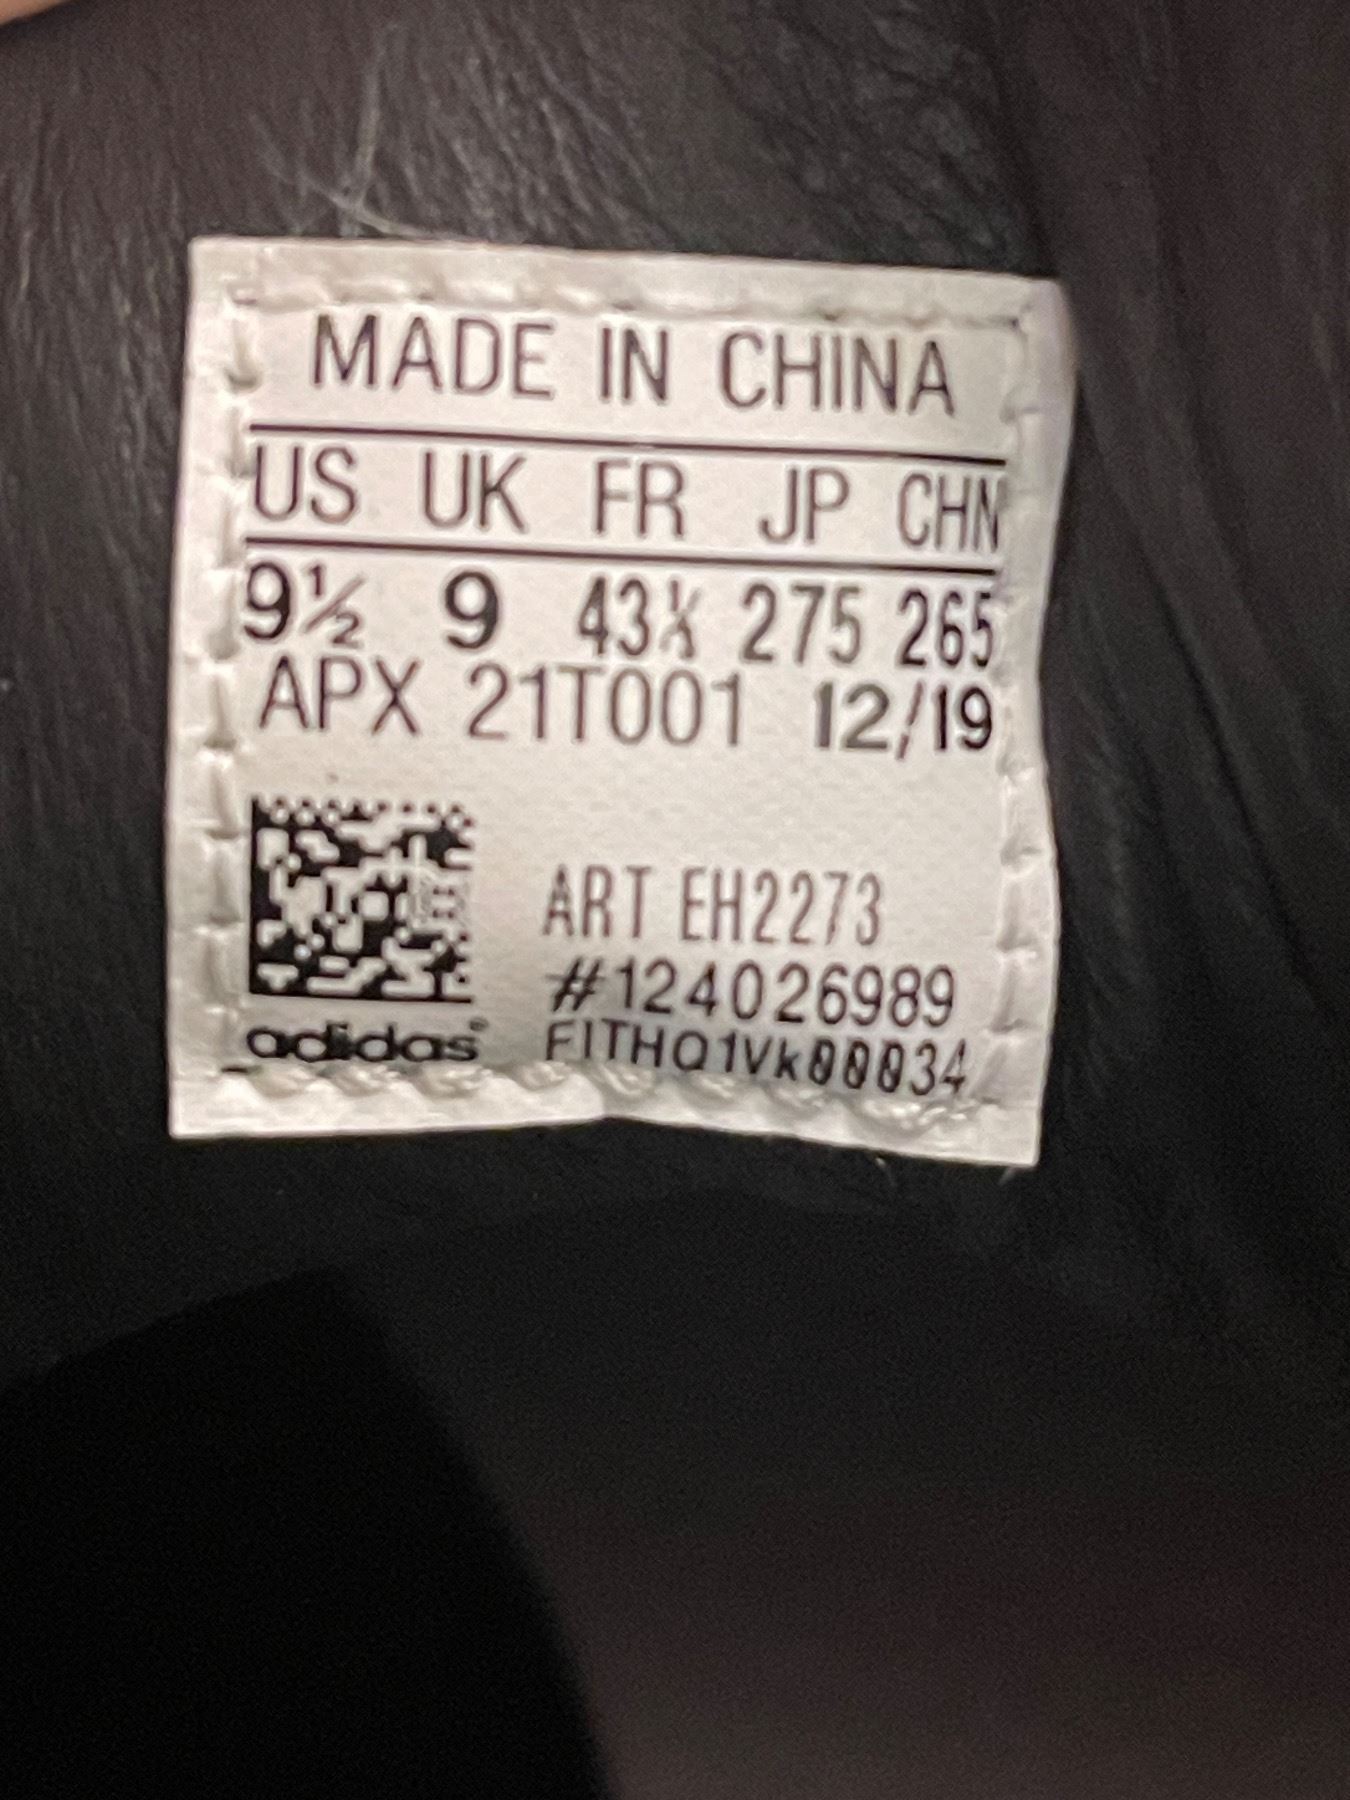 MADE IN CHINA
US UK FR JP CHN
9½ 9 43⅓ 275 265
APX 21T001 12/19
ART EH2273
#124026989
adidas® FITHQ1Vk00034